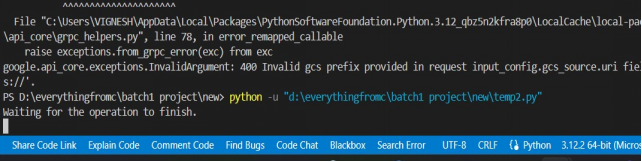 ^^^^^^^^^^^^^^^^^^^^^
File "C:\Users\VIGNESH\AppData\Local\Packages\PythonSoftwareFoundation.Python.3.12_qbz5n2kfra8p0\LocalCache\local-pa
\api_core\grpc_helpers.py", line 78, in error_remapped_callable
raise exceptions.from_grpc_error(exc) from exc
google.api_core.exceptions.InvalidArgument: 400 Invalid gcs prefix provided in request input_config.gcs_source.uri fiel
s://'.
PS D:\everythingfromc\batch1 project\new> python -u "d:\everythingfromc\batch1 project\new\temp2.py"
Waiting for the operation to finish.
Share Code Link Explain Code Comment Code Find Bugs Code Chat Blackbox Search Error UTF-8 CRLF Python 3.12.2 64-bit (Micros